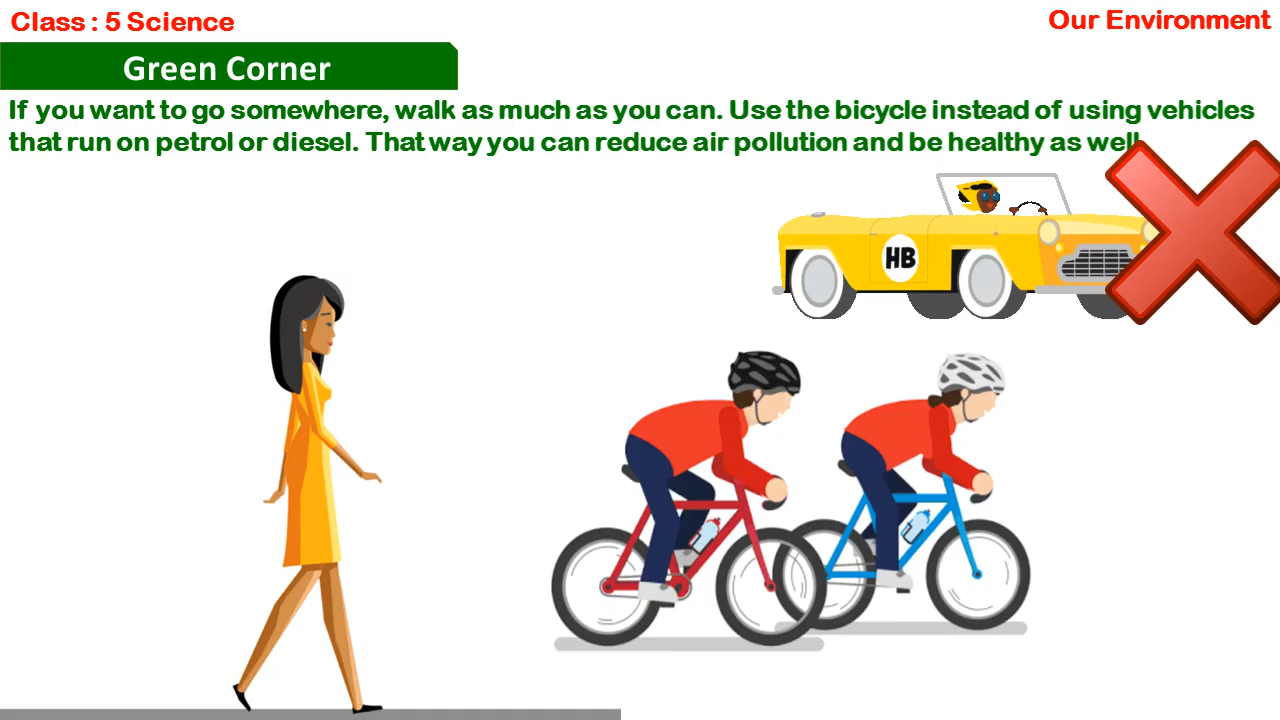 Class : 5 Science
Our Environment
Green Corner
If you want to go somewhere, walk as much as you can. Use the bicycle instead of using vehicles
that run on petrol or diesel. That way you can reduce air pollution and be healthy as well
HB